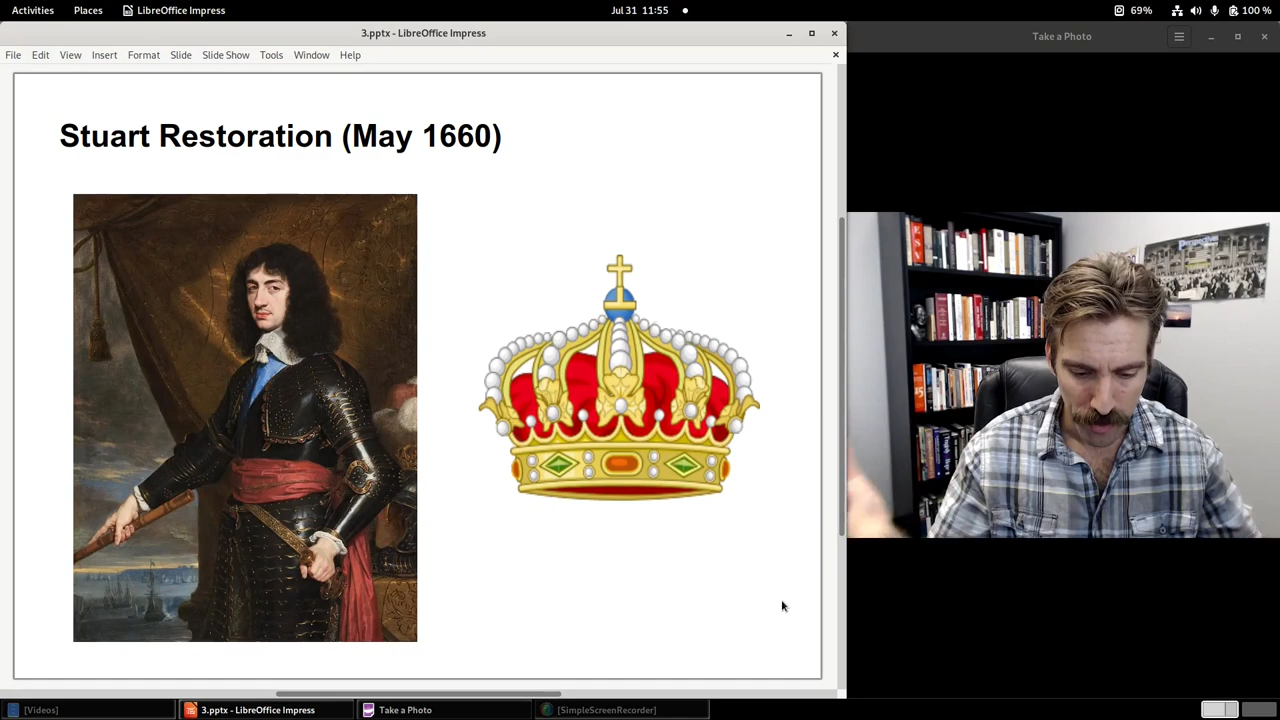 Activities Places LibreOffice Impress Jul 31 11:55 69% 100 %
3.pptx - LibreOffice Impress
Take a Photo
File Edit View Insert Format Slide Slide Show Tools Window Help
Stuart Restoration (May 1660)
[Videos] 3.pptx - LibreOffice Impress Take a Photo [SimpleScreenRecorder]